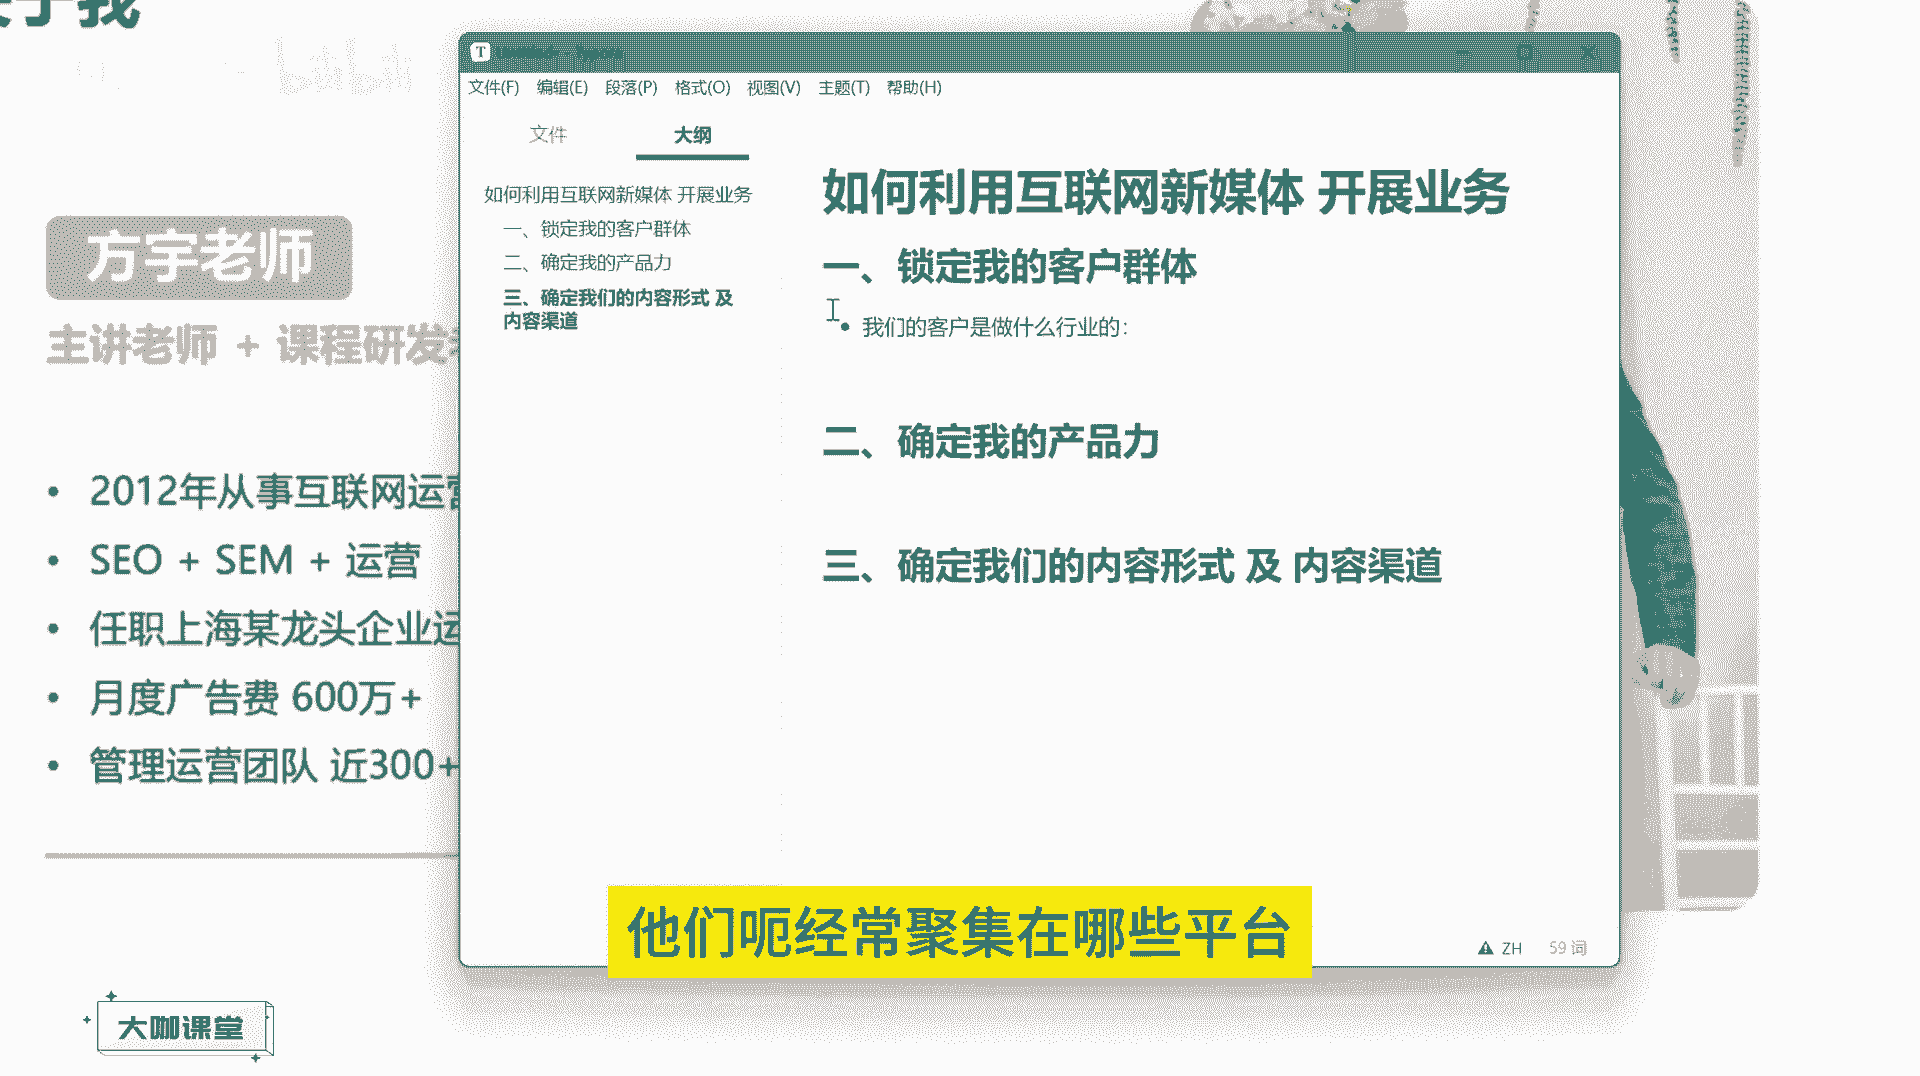 bilibili
方宇老师
主讲老师 + 课程研发
2012年从事互联网运营
SEO + SEM + 运营
任职上海某龙头企业运
月度广告费 600万+
管理运营团队 近300+
大咖课堂
T
文件(F) 编辑(E) 段落(P) 格式(O) 视图(V) 主题(T) 帮助(H)
文件 大纲
如何利用互联网新媒体 开展业务
一、锁定我的客户群体
二、确定我的产品力
三、确定我们的内容形式 及
内容渠道
如何利用互联网新媒体 开展业务
一、锁定我的客户群体
我们的客户是做什么行业的：
二、确定我的产品力
三、确定我们的内容形式 及 内容渠道
ZH 59 词
他们呃经常聚集在哪些平台